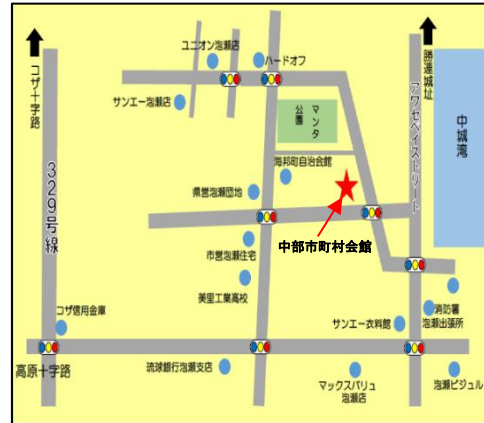 ユニオン泡瀬店
ハードオフ
勝連城址
コザ十字路
サンエー泡瀬店
マンタ
公園
アワセベイストリート
中城湾
海邦町自治会館
329号線
県営泡瀬団地
中部市町村会館
市営泡瀬住宅
美里工業高校
消防署
泡瀬出張所
コザ信用金庫
サンエー衣料館
高原十字路
琉球銀行泡瀬支店
マックスバリュ
泡瀬店
泡瀬ビジュル